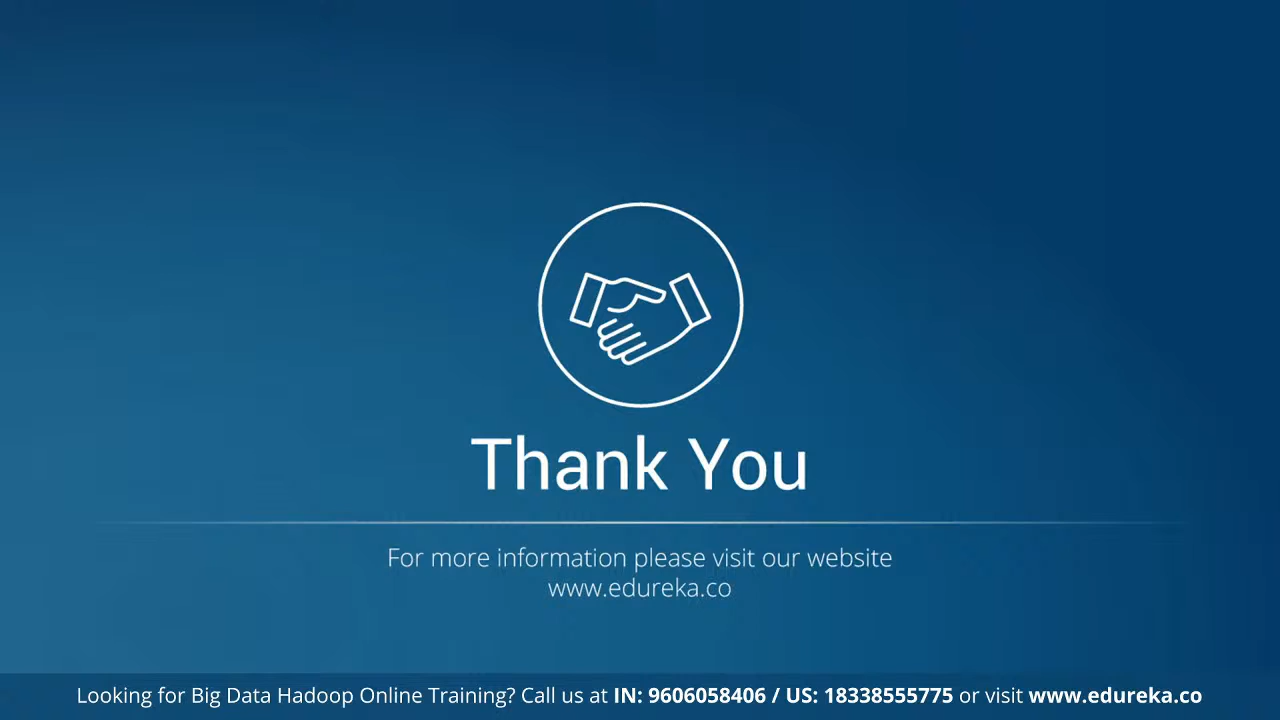 Thank You
For more information please visit our website
www.edureka.co
Looking for Big Data Hadoop Online Training? Call us at IN: 9606058406 / US: 18338555775 or visit www.edureka.co